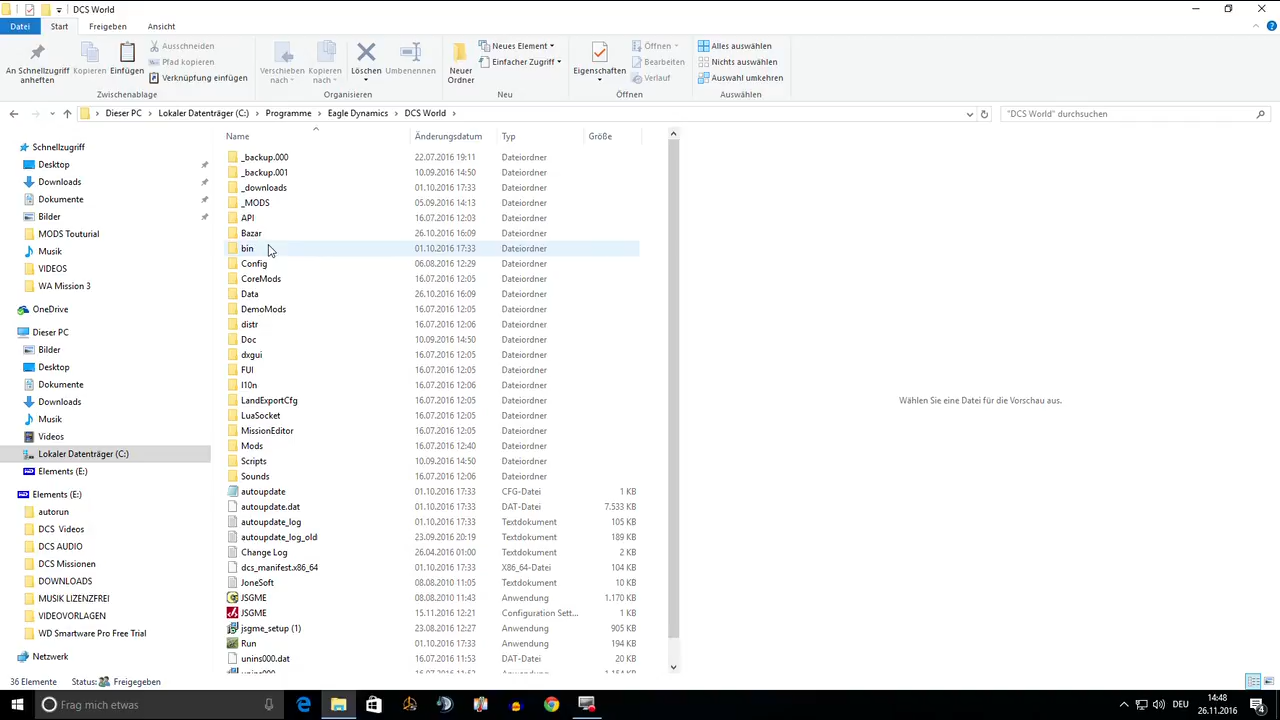 DCS World
Datei Start Freigeben Ansicht
An Schnellzugriff anheften
Kopieren
Einfügen
Ausschneiden
Pfad kopieren
Verknüpfung einfügen
Zwischenablage
Verschieben nach
Kopieren nach
Löschen
Umbenennen
Organisieren
Neuer Ordner
Neues Element
Einfacher Zugriff
Neu
Eigenschaften
Öffnen
Bearbeiten
Verlauf
Öffnen
Alles auswählen
Nichts auswählen
Auswahl umkehren
Auswählen
Dieser PC Lokaler Datenträger (C:) Programme Eagle Dynamics DCS World
"DCS World" durchsuchen
Schnellzugriff
Desktop
Downloads
Dokumente
Bilder
MODS Touturial
Musik
VIDEOS
WA Mission 3
OneDrive
Dieser PC
Bilder
Desktop
Dokumente
Downloads
Musik
Videos
Lokaler Datenträger (C:)
Elements (E:)
Elements (E:)
autorun
DCS Videos
DCS AUDIO
DCS Missionen
DOWNLOADS
MUSIK LIZENZFREI
VIDEOVORLAGEN
WD Smartware Pro Free Trial
Netzwerk
Name Änderungsdatum Typ Größe
_backup.000 22.07.2016 19:11 Dateiordner
_backup.001 10.09.2016 14:50 Dateiordner
_downloads 01.10.2016 17:33 Dateiordner
_MODS 05.09.2016 14:13 Dateiordner
API 16.07.2016 12:03 Dateiordner
Bazar 26.10.2016 16:09 Dateiordner
bin 01.10.2016 17:33 Dateiordner
Config 06.08.2016 12:29 Dateiordner
CoreMods 16.07.2016 12:05 Dateiordner
Data 26.10.2016 16:09 Dateiordner
DemoMods 16.07.2016 12:05 Dateiordner
distr 16.07.2016 12:06 Dateiordner
Doc 10.09.2016 14:50 Dateiordner
dxgui 16.07.2016 12:05 Dateiordner
FUI 16.07.2016 12:05 Dateiordner
l10n 16.07.2016 12:06 Dateiordner
LandExportCfg 16.07.2016 12:05 Dateiordner
LuaSocket 16.07.2016 12:05 Dateiordner
MissionEditor 16.07.2016 12:05 Dateiordner
Mods 16.07.2016 12:40 Dateiordner
Scripts 10.09.2016 14:50 Dateiordner
Sounds 16.07.2016 12:06 Dateiordner
autoupdate 01.10.2016 17:33 CFG-Datei 1 KB
autoupdate.dat 01.10.2016 17:33 DAT-Datei 7.533 KB
autoupdate_log 01.10.2016 17:33 Textdokument 105 KB
autoupdate_log_old 23.09.2016 20:19 Textdokument 189 KB
Change Log 26.04.2016 01:00 Textdokument 2 KB
dcs_manifest.x86_64 01.10.2016 17:33 X86_64-Datei 104 KB
JoneSoft 08.08.2010 11:05 Textdokument 10 KB
JSGME 08.08.2010 11:43 Anwendung 1.170 KB
JSGME 15.11.2016 12:21 Configuration Sett... 1 KB
jsgme_setup (1) 23.08.2016 12:27 Anwendung 905 KB
Run 01.10.2016 17:33 Anwendung 194 KB
unins000.dat 16.07.2016 11:53 DAT-Datei 20 KB
Wählen Sie eine Datei für die Vorschau aus.
36 Elemente Status: Freigegeben
Frag mich etwas
DEU
14:48
26.11.2016
4